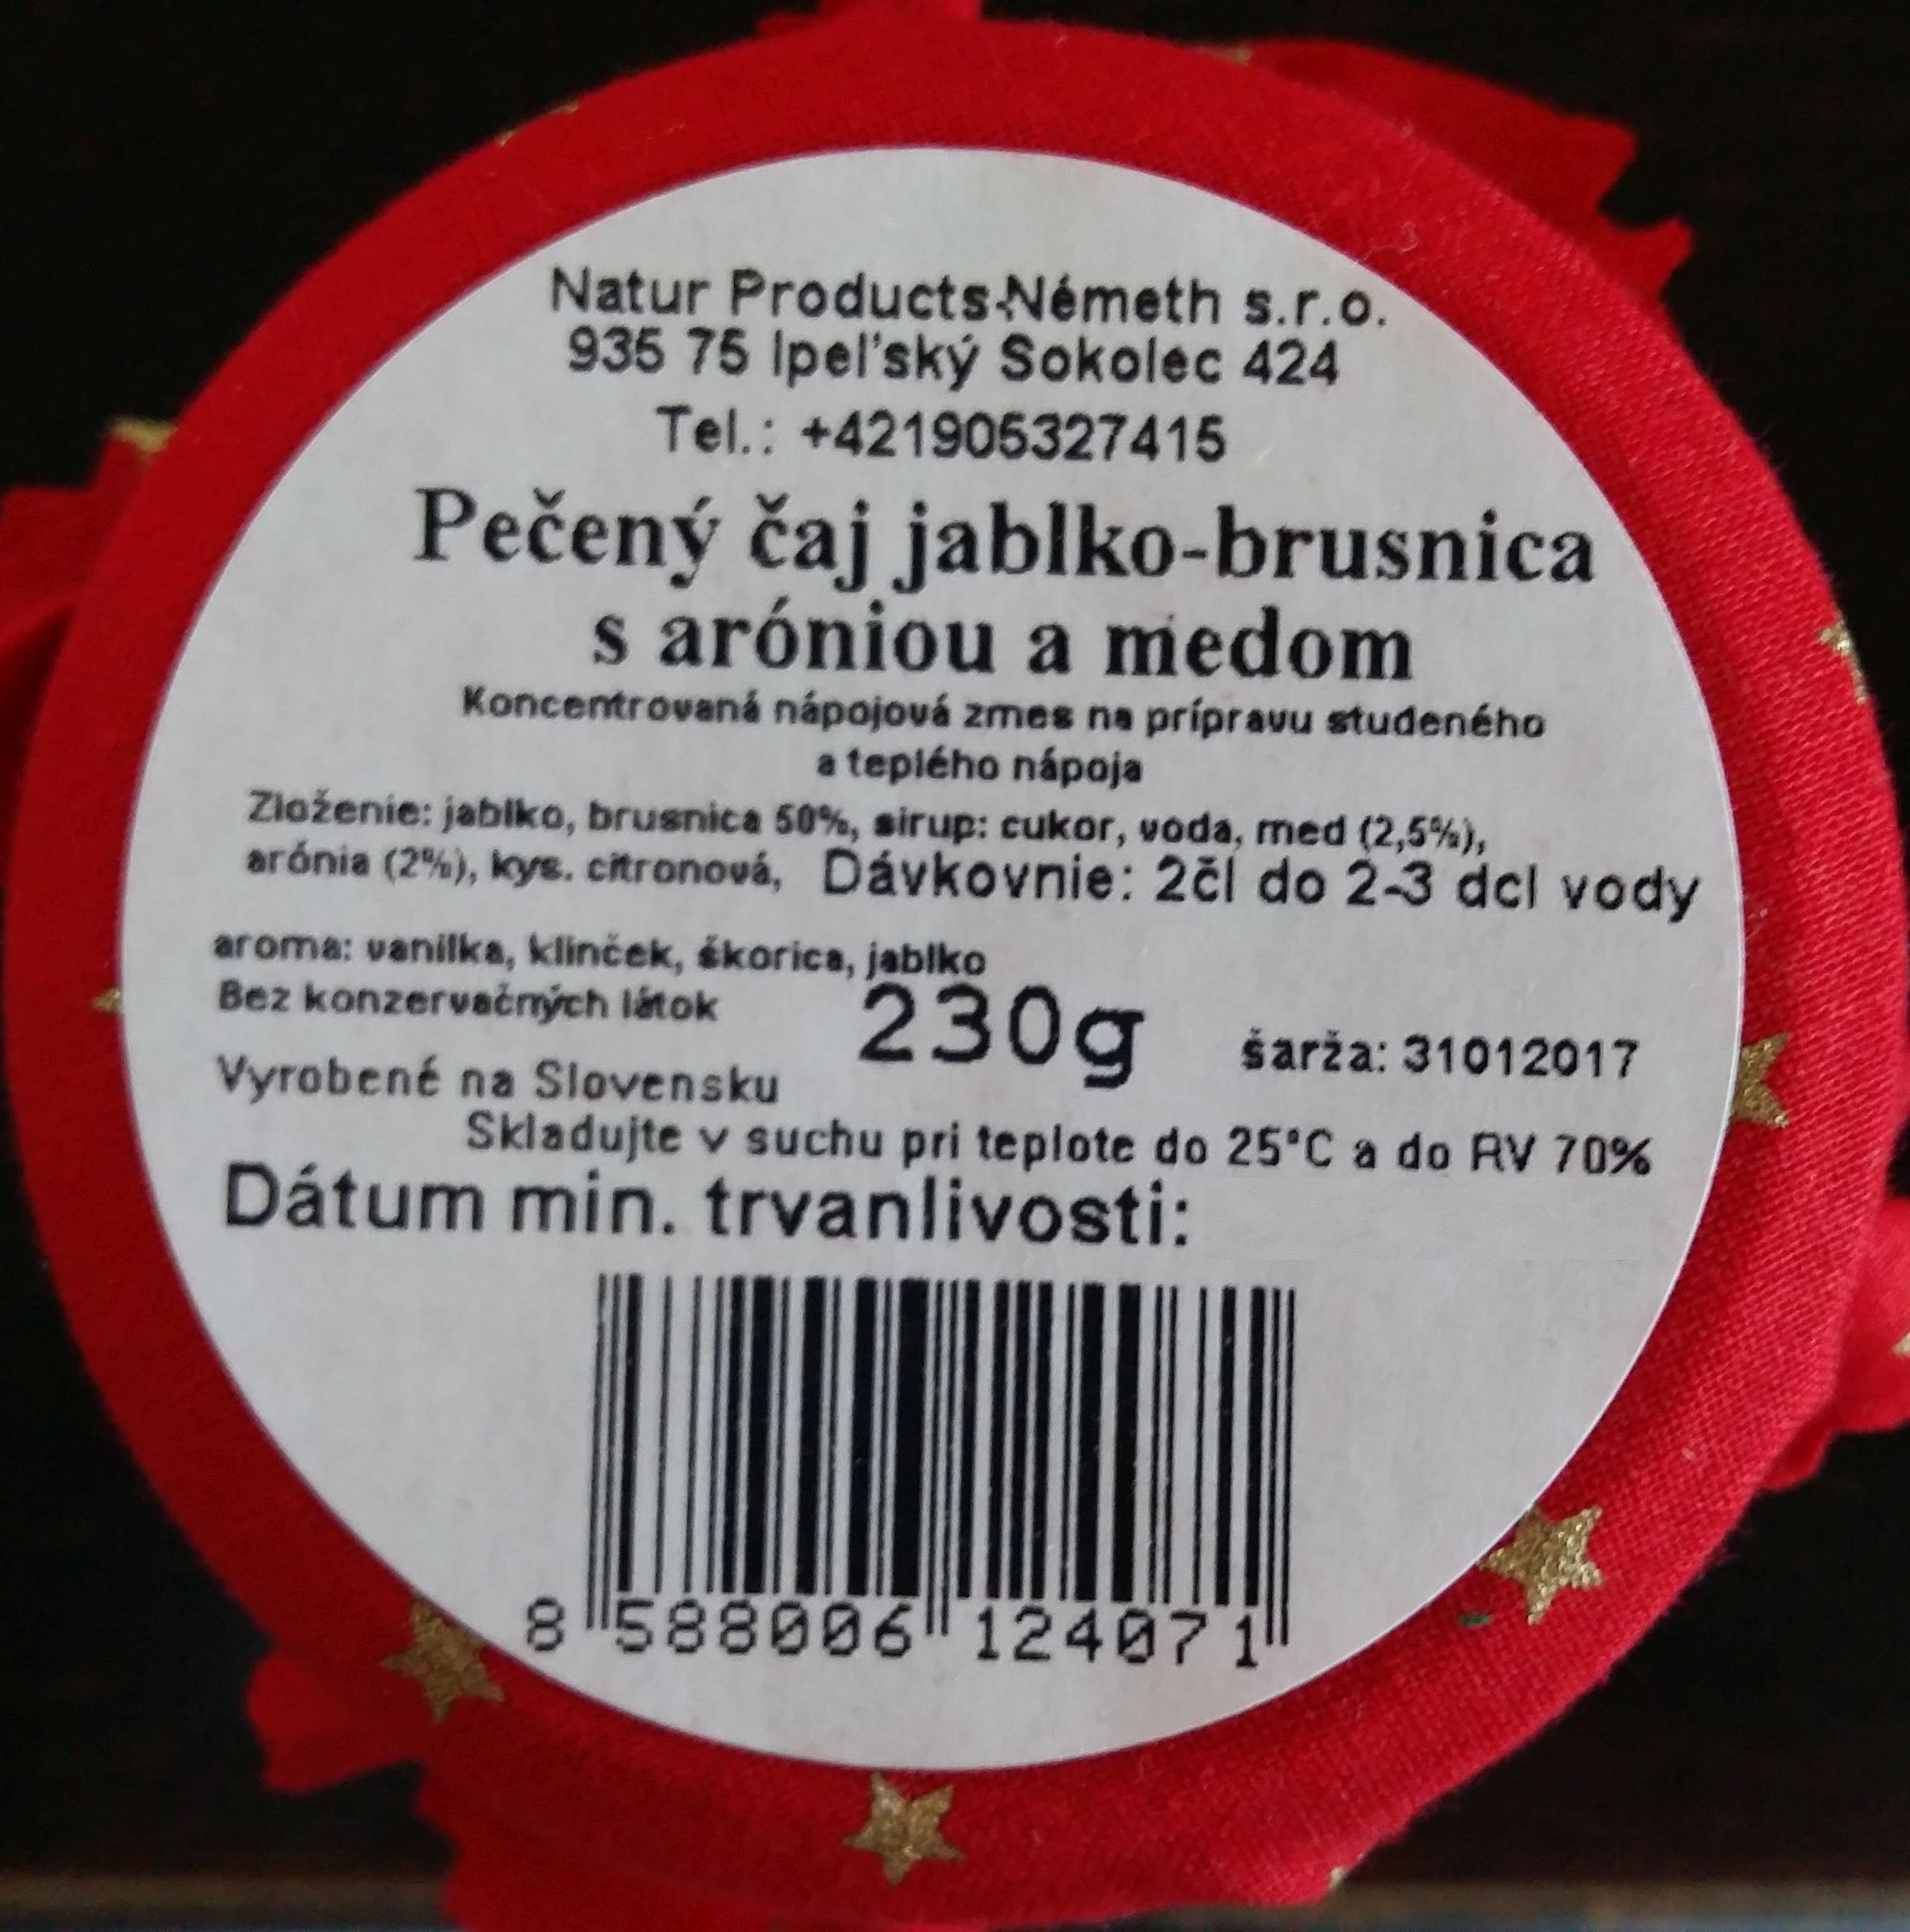 Natur Products-Németh s.r.o.
935 75 Ipeľský Sokolec 424
Tel.: +421905327415
Pečený čaj jablko-brusnica
s aróniou a medom
Koncentrovaná nápojová zmes na prípravu studeného
a teplého nápoja
Zloženie: jablko, brusnica 50%, sirup: cukor, voda, med (2,5%),
arónia (2%), kys. citronová, Dávkovnie: 2čl do 2-3 dcl vody
aroma: vanilka, klinček, škorica, jablko
Bez konzervačných látok
230g
šarža: 31012017
Vyrobené na Slovensku
Skladujte v suchu pri teplote do 25°C a do RV 70%
Dátum min. trvanlivosti:
8 588006 124071